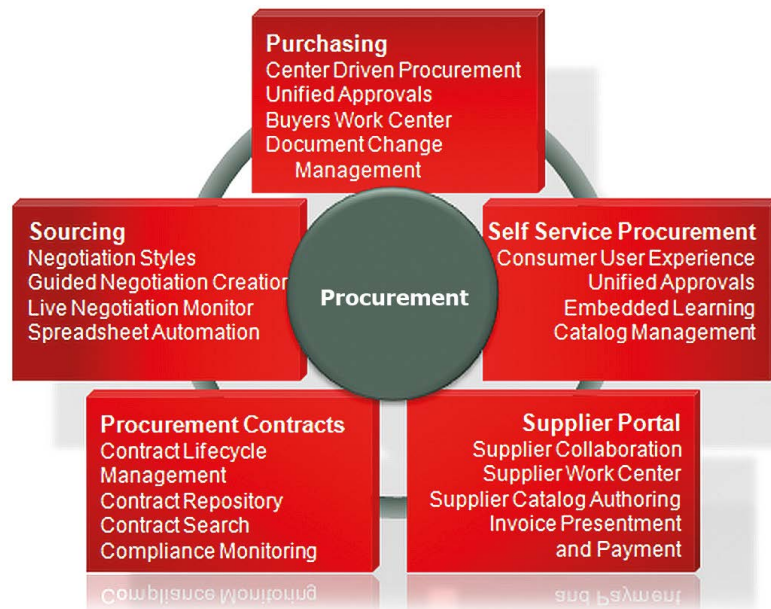 Purchasing
Center Driven Procurement
Unified Approvals
Buyers Work Center
Document Change
Management
Sourcing
Negotiation Styles
Guided Negotiation Creation
Live Negotiation Monitor
Spreadsheet Automation
Procurement
Self Service Procurement
Consumer User Experience
Unified Approvals
Embedded Learning
Catalog Management
Procurement Contracts
Contract Lifecycle
Management
Contract Repository
Contract Search
Compliance Monitoring
Supplier Portal
Supplier Collaboration
Supplier Work Center
Supplier Catalog Authoring
Invoice Presentment
and Payment